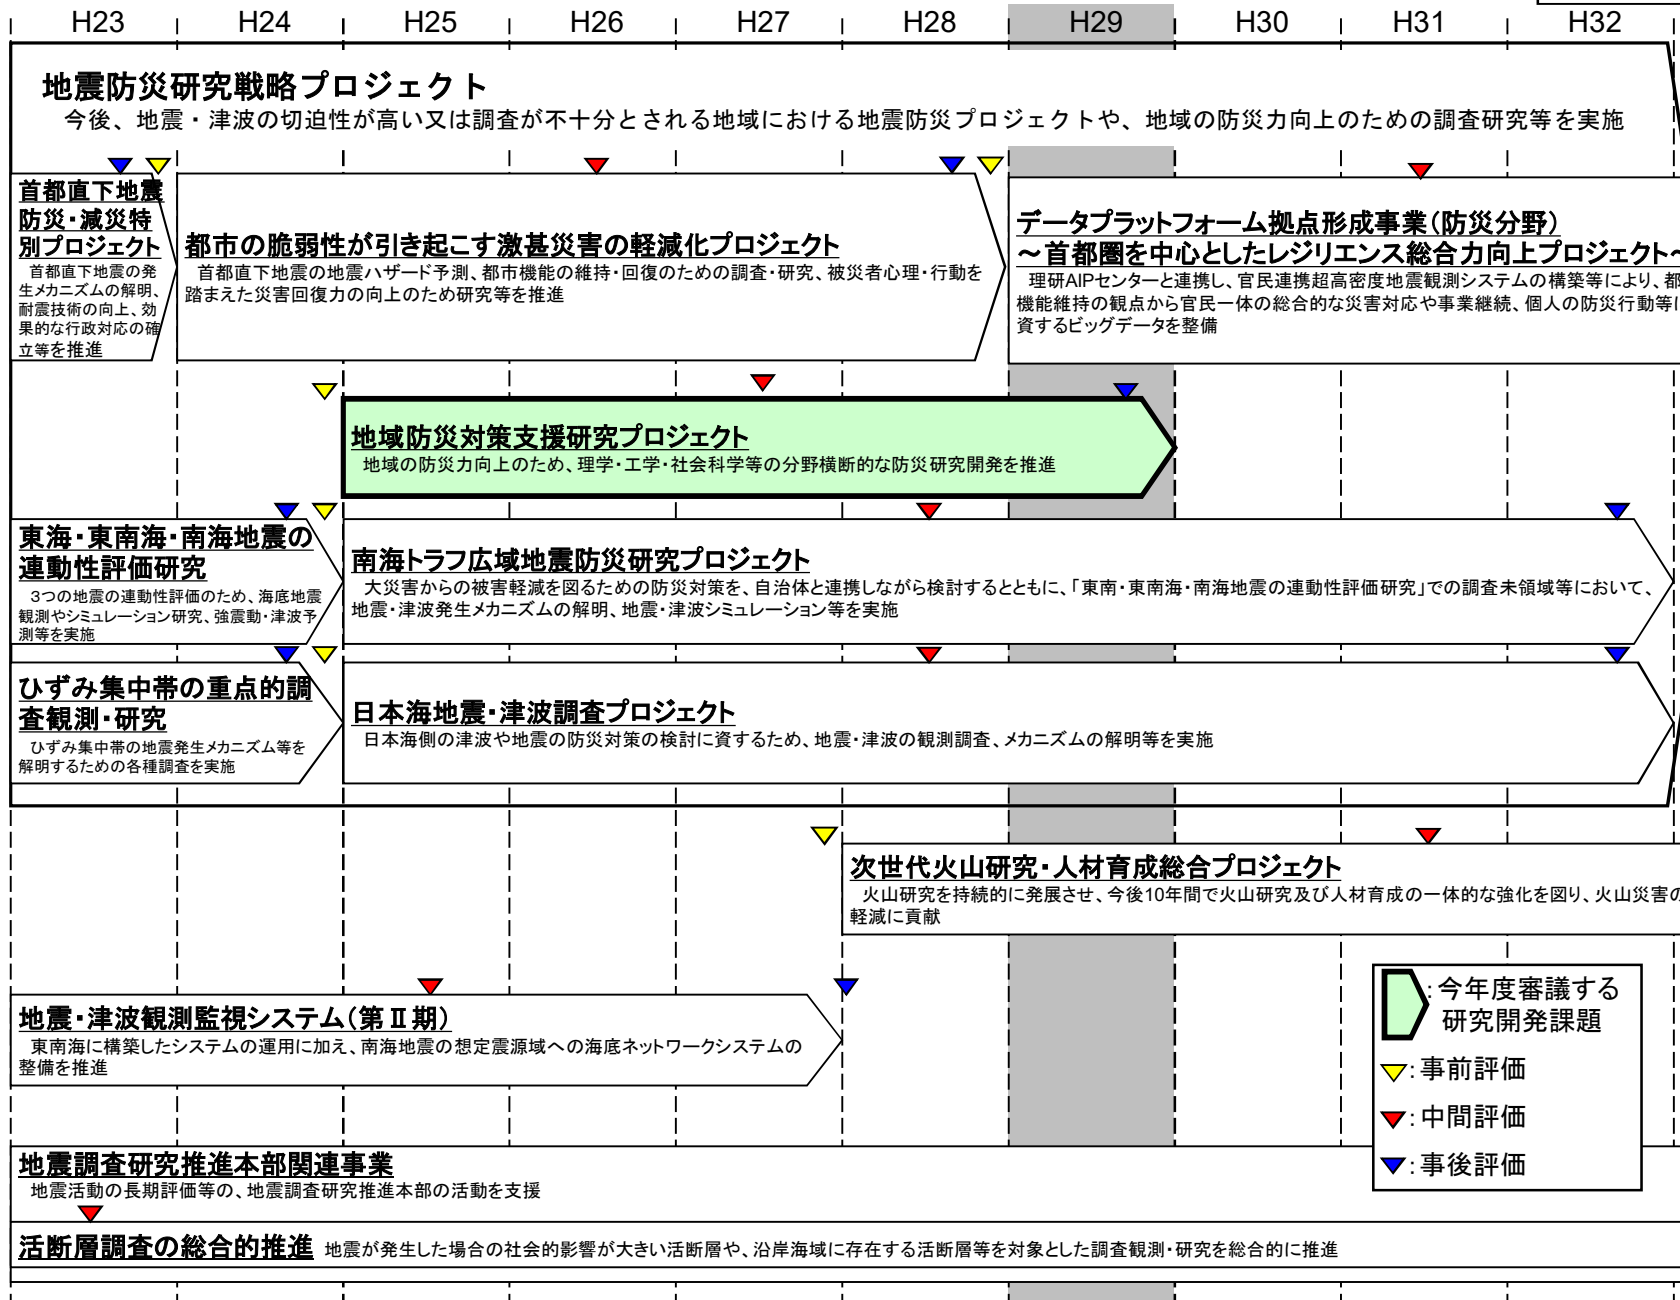 H23 H24 H25 H26 H27 H28 H29 H30 H31 H32
地震防災研究戦略プロジェクト
今後、地震・津波の切迫性が高い又は調査が不十分とされる地域における地震防災プロジェクトや、地域の防災力向上のための調査研究等を実施
首都直下地震
防災・減災特
別プロジェクト
首都直下地震の発
生メカニズムの解明、
耐震技術の向上、効
果的な行政対応の確
立等を推進
都市の脆弱性が引き起こす激甚災害の軽減化プロジェクト
首都直下地震の地震ハザード予測、都市機能の維持・回復のための調査・研究、被災者心理・行動を
踏まえた災害回復力の向上のため研究等を推進
データプラットフォーム拠点形成事業(防災分野)
～首都圏を中心としたレジリエンス総合力向上プロジェクト～
理研AIPセンターと連携し、官民連携超高密度地震観測システムの構築等により、都
機能維持の観点から官民一体の総合的な災害対応や事業継続、個人の防災行動等に
資するビッグデータを整備
地域防災対策支援研究プロジェクト
地域の防災力向上のため、理学・工学・社会科学等の分野横断的な防災研究開発を推進
東海・東南海・南海地震の
連動性評価研究
3つの地震の連動性評価のため、海底地震
観測やシミュレーション研究、強震動・津波予
測等を実施
南海トラフ広域地震防災研究プロジェクト
大災害からの被害軽減を図るための防災対策を、自治体と連携しながら検討するとともに、「東南・東南海・南海地震の連動性評価研究」での調査未領域等において、
地震・津波発生メカニズムの解明、地震・津波シミュレーション等を実施
ひずみ集中帯の重点的調
査観測・研究
ひずみ集中帯の地震発生メカニズム等を
解明するための各種調査を実施
日本海地震・津波調査プロジェクト
日本海側の津波や地震の防災対策の検討に資するため、地震・津波の観測調査、メカニズムの解明等を実施
次世代火山研究・人材育成総合プロジェクト
火山研究を持続的に発展させ、今後10年間で火山研究及び人材育成の一体的な強化を図り、火山災害の
軽減に貢献
地震・津波観測監視システム(第Ⅱ期)
東南海に構築したシステムの運用に加え、南海地震の想定震源域への海底ネットワークシステムの
整備を推進
:今年度審議する
研究開発課題
:事前評価
:中間評価
:事後評価
地震調査研究推進本部関連事業
地震活動の長期評価等の、地震調査研究推進本部の活動を支援
活断層調査の総合的推進 地震が発生した場合の社会的影響が大きい活断層や、沿岸海域に存在する活断層等を対象とした調査観測・研究を総合的に推進